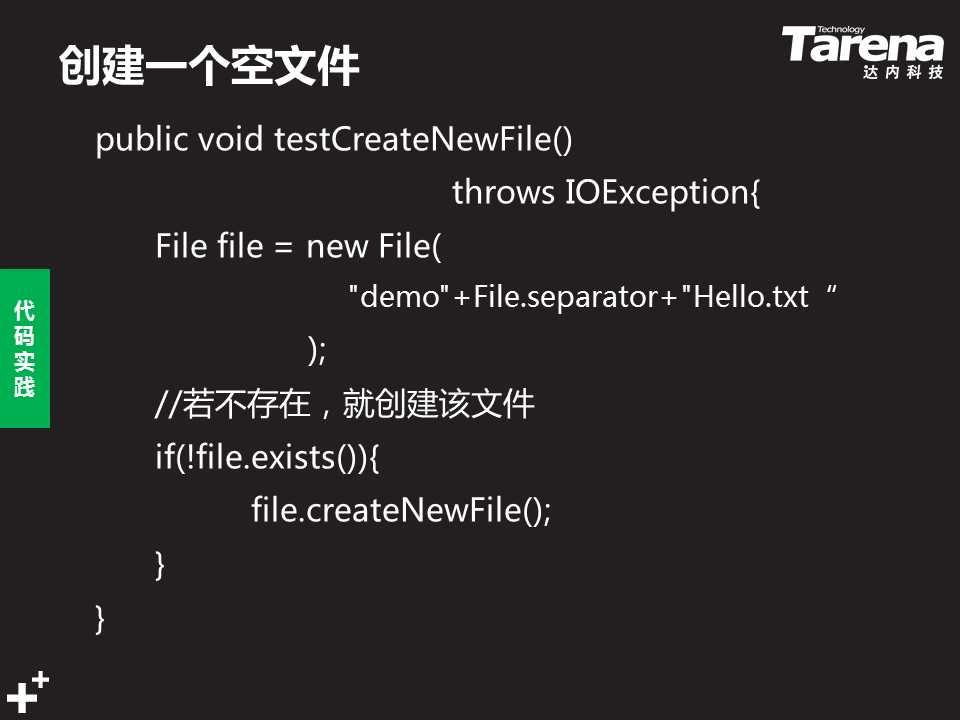 创建一个空文件
Technology
Tarena
达内科技
public void testCreateNewFile()
throws IOException{
File file = new File(
"demo"+File.separator+"Hello.txt“
);
//若不存在，就创建该文件
if(!file.exists()){
file.createNewFile();
}
}
代码实践